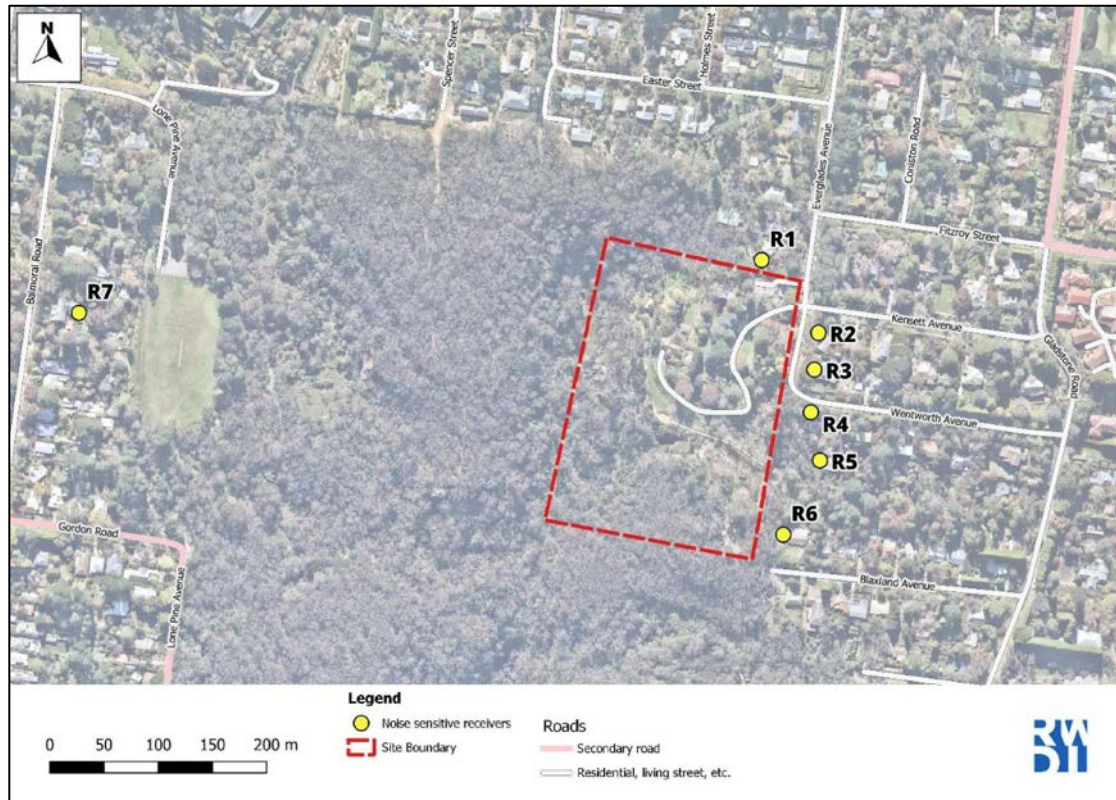 N
Spencer Street
Holmes Street
Easter Street
Lone Pine Avenue
Coniston Road
Everglades Avenue
Fitzroy Street
R1
Balmoral Road
R7
Kensett Avenue
R2
R3
Gladstone Road
R4
Wentworth Avenue
R5
R6
Gordon Road
Blaxland Avenue
Lone Pine Avenue
Legend
Noise sensitive receivers
Site Boundary
Roads
Secondary road
Residential, living street, etc.
0 50 100 150 200 m
RW
DI